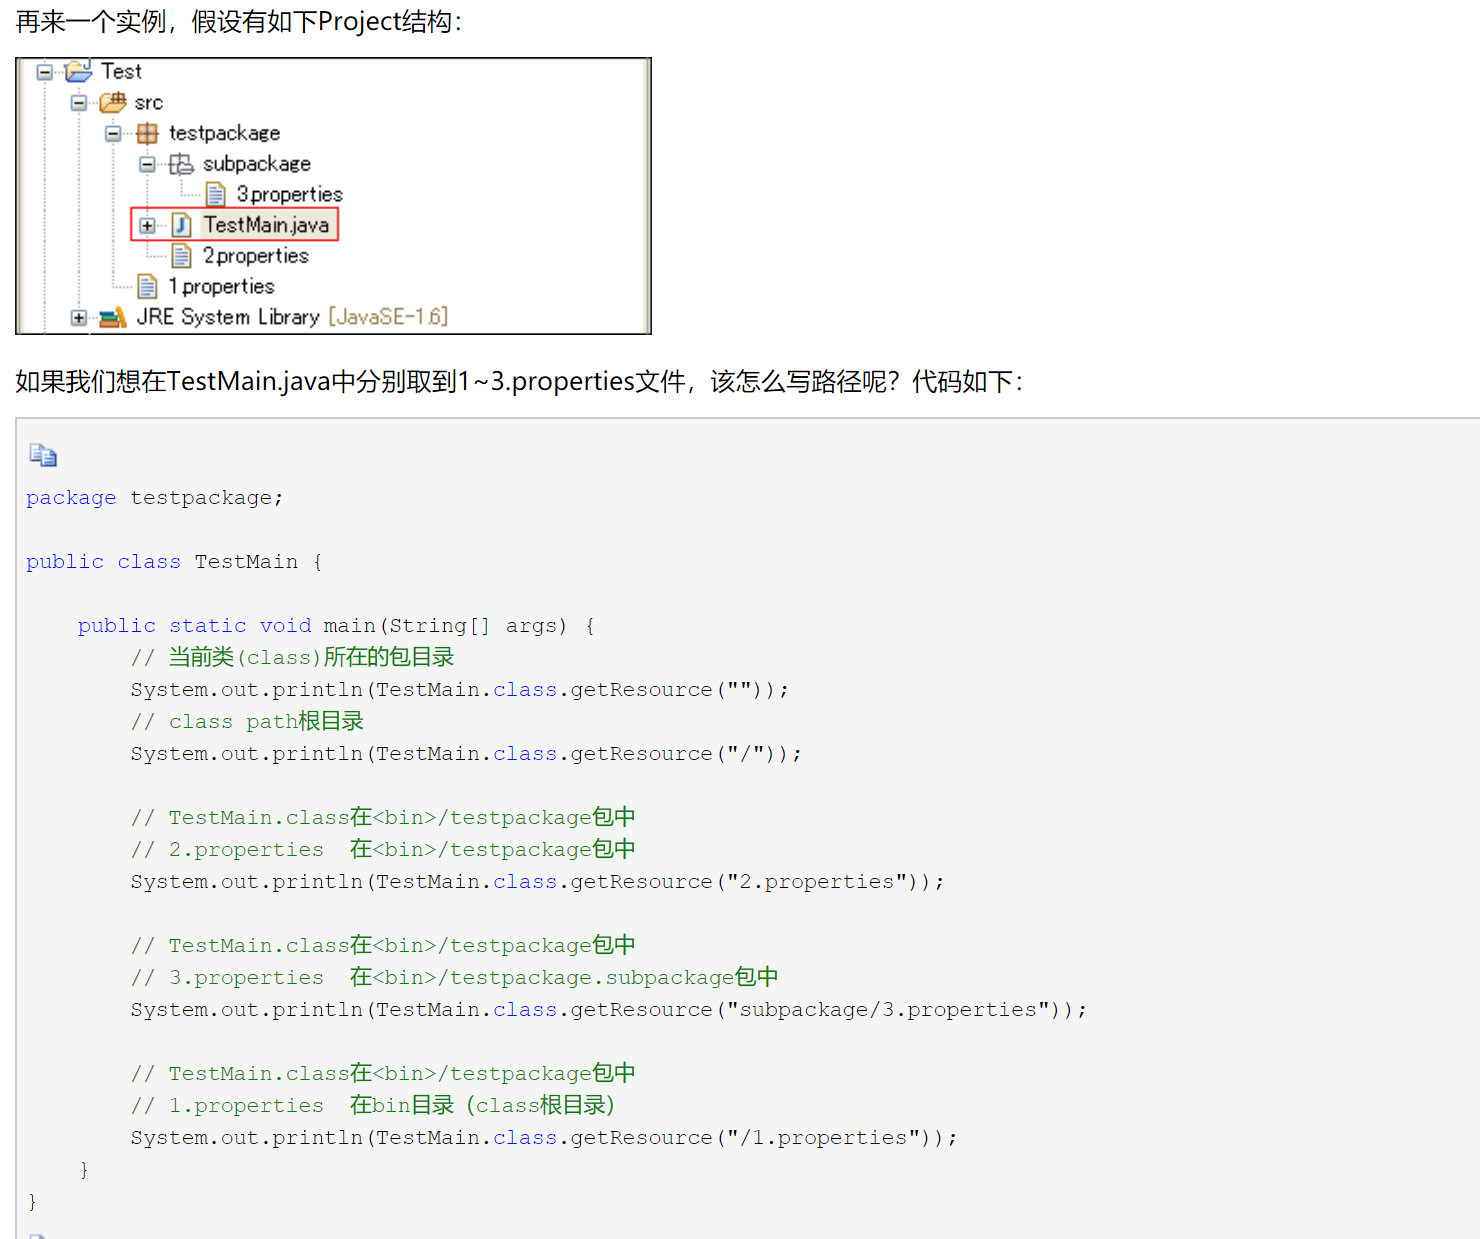 再来一个实例，假设有如下Project结构：
Test
src
testpackage
subpackage
3.properties
TestMain.java
2.properties
1.properties
JRE System Library [JavaSE-1.6]
如果我们想在TestMain.java中分别取到1~3.properties文件，该怎么写路径呢？代码如下：
package testpackage;
public class TestMain {
public static void main(String[] args) {
// 当前类(class)所在的包目录
System.out.println(TestMain.class.getResource(""));
// class path根目录
System.out.println(TestMain.class.getResource("/"));
// TestMain.class在<bin>/testpackage包中
// 2.properties  在<bin>/testpackage包中
System.out.println(TestMain.class.getResource("2.properties"));
// TestMain.class在<bin>/testpackage包中
// 3.properties  在<bin>/testpackage.subpackage包中
System.out.println(TestMain.class.getResource("subpackage/3.properties"));
// TestMain.class在<bin>/testpackage包中
// 1.properties  在bin目录（class根目录）
System.out.println(TestMain.class.getResource("/1.properties"));
}
}